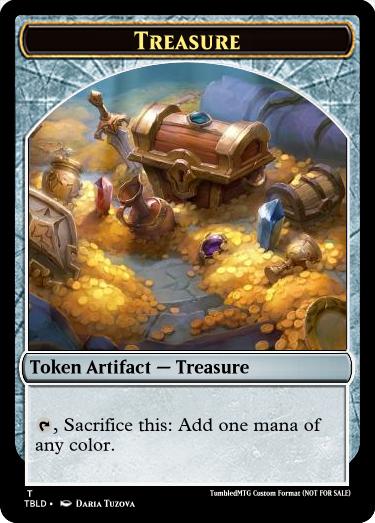 TREASURE
Token Artifact — Treasure
, Sacrifice this: Add one mana of
any color.
T
TumbledMTG Custom Format (NOT FOR SALE)
TBLD • DARIA TUZOVA